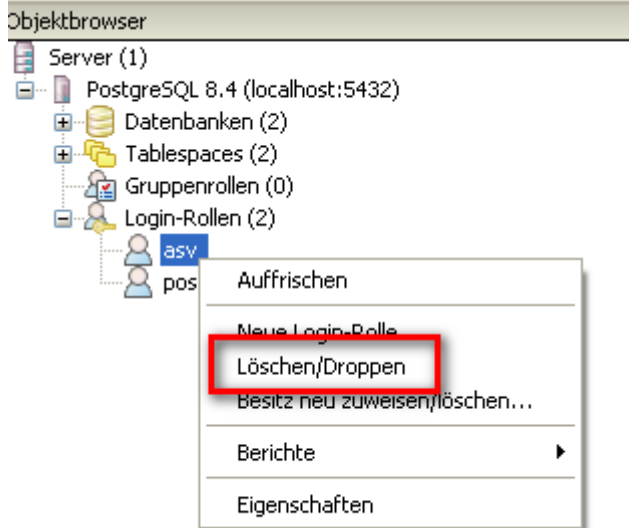 Objektbrowser
Server (1)
PostgreSQL 8.4 (localhost:5432)
Datenbanken (2)
Tablespaces (2)
Gruppenrollen (0)
Login-Rollen (2)
asv
pos
Auffrischen
Neue Login-Rolle
Löschen/Droppen
Besitz neu zuweisen/löschen...
Berichte
Eigenschaften